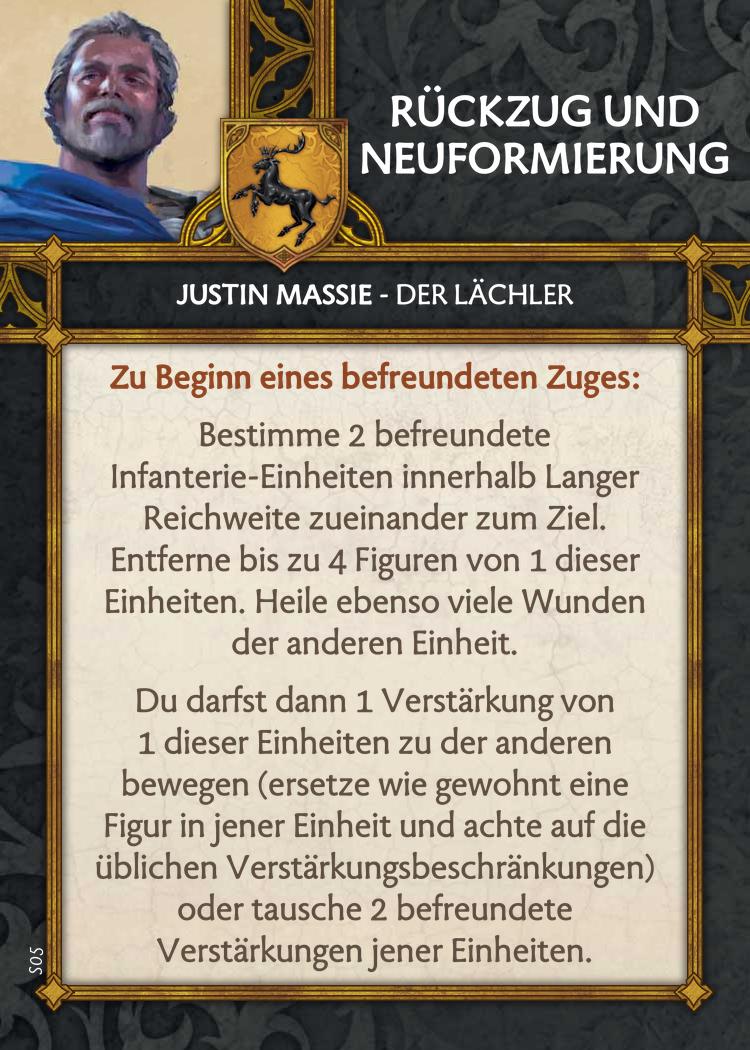 RÜCKZUG UND
NEUFORMIERUNG
JUSTIN MASSIE - DER LÄCHLER
Zu Beginn eines befreundeten Zuges:
Bestimme 2 befreundete
Infanterie-Einheiten innerhalb Langer
Reichweite zueinander zum Ziel.
Entferne bis zu 4 Figuren von 1 dieser
Einheiten. Heile ebenso viele Wunden
der anderen Einheit.
Du darfst dann 1 Verstärkung von
1 dieser Einheiten zu der anderen
bewegen (ersetze wie gewohnt eine
Figur in jener Einheit und achte auf die
üblichen Verstärkungsbeschränkungen)
oder tausche 2 befreundete
Verstärkungen jener Einheiten.
S05